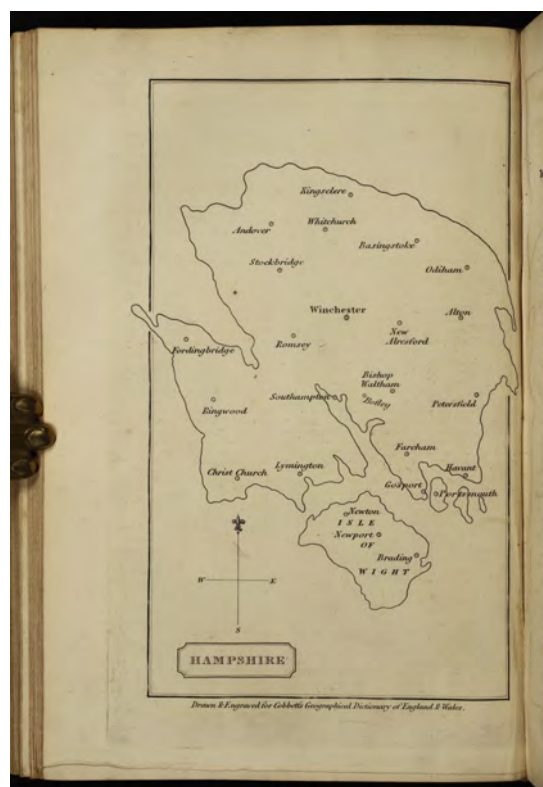 Kingsclere
Andover
Whitchurch
Basingstoke
Stockbridge
Odiham
Winchester
Alton
New
Alresford
Romsey
Fordingbridge
Bishop
Waltham
Southampton
Botley
Petersfield
Ringwood
Fareham
Christ Church
Lymington
Havant
Gosport
Portsmouth
Newton
ISLE
Newport
OF
Brading
WIGHT
W E
S
HAMPSHIRE
Drawn & Engraved for Cobbett's Geographical Dictionary of England & Wales.